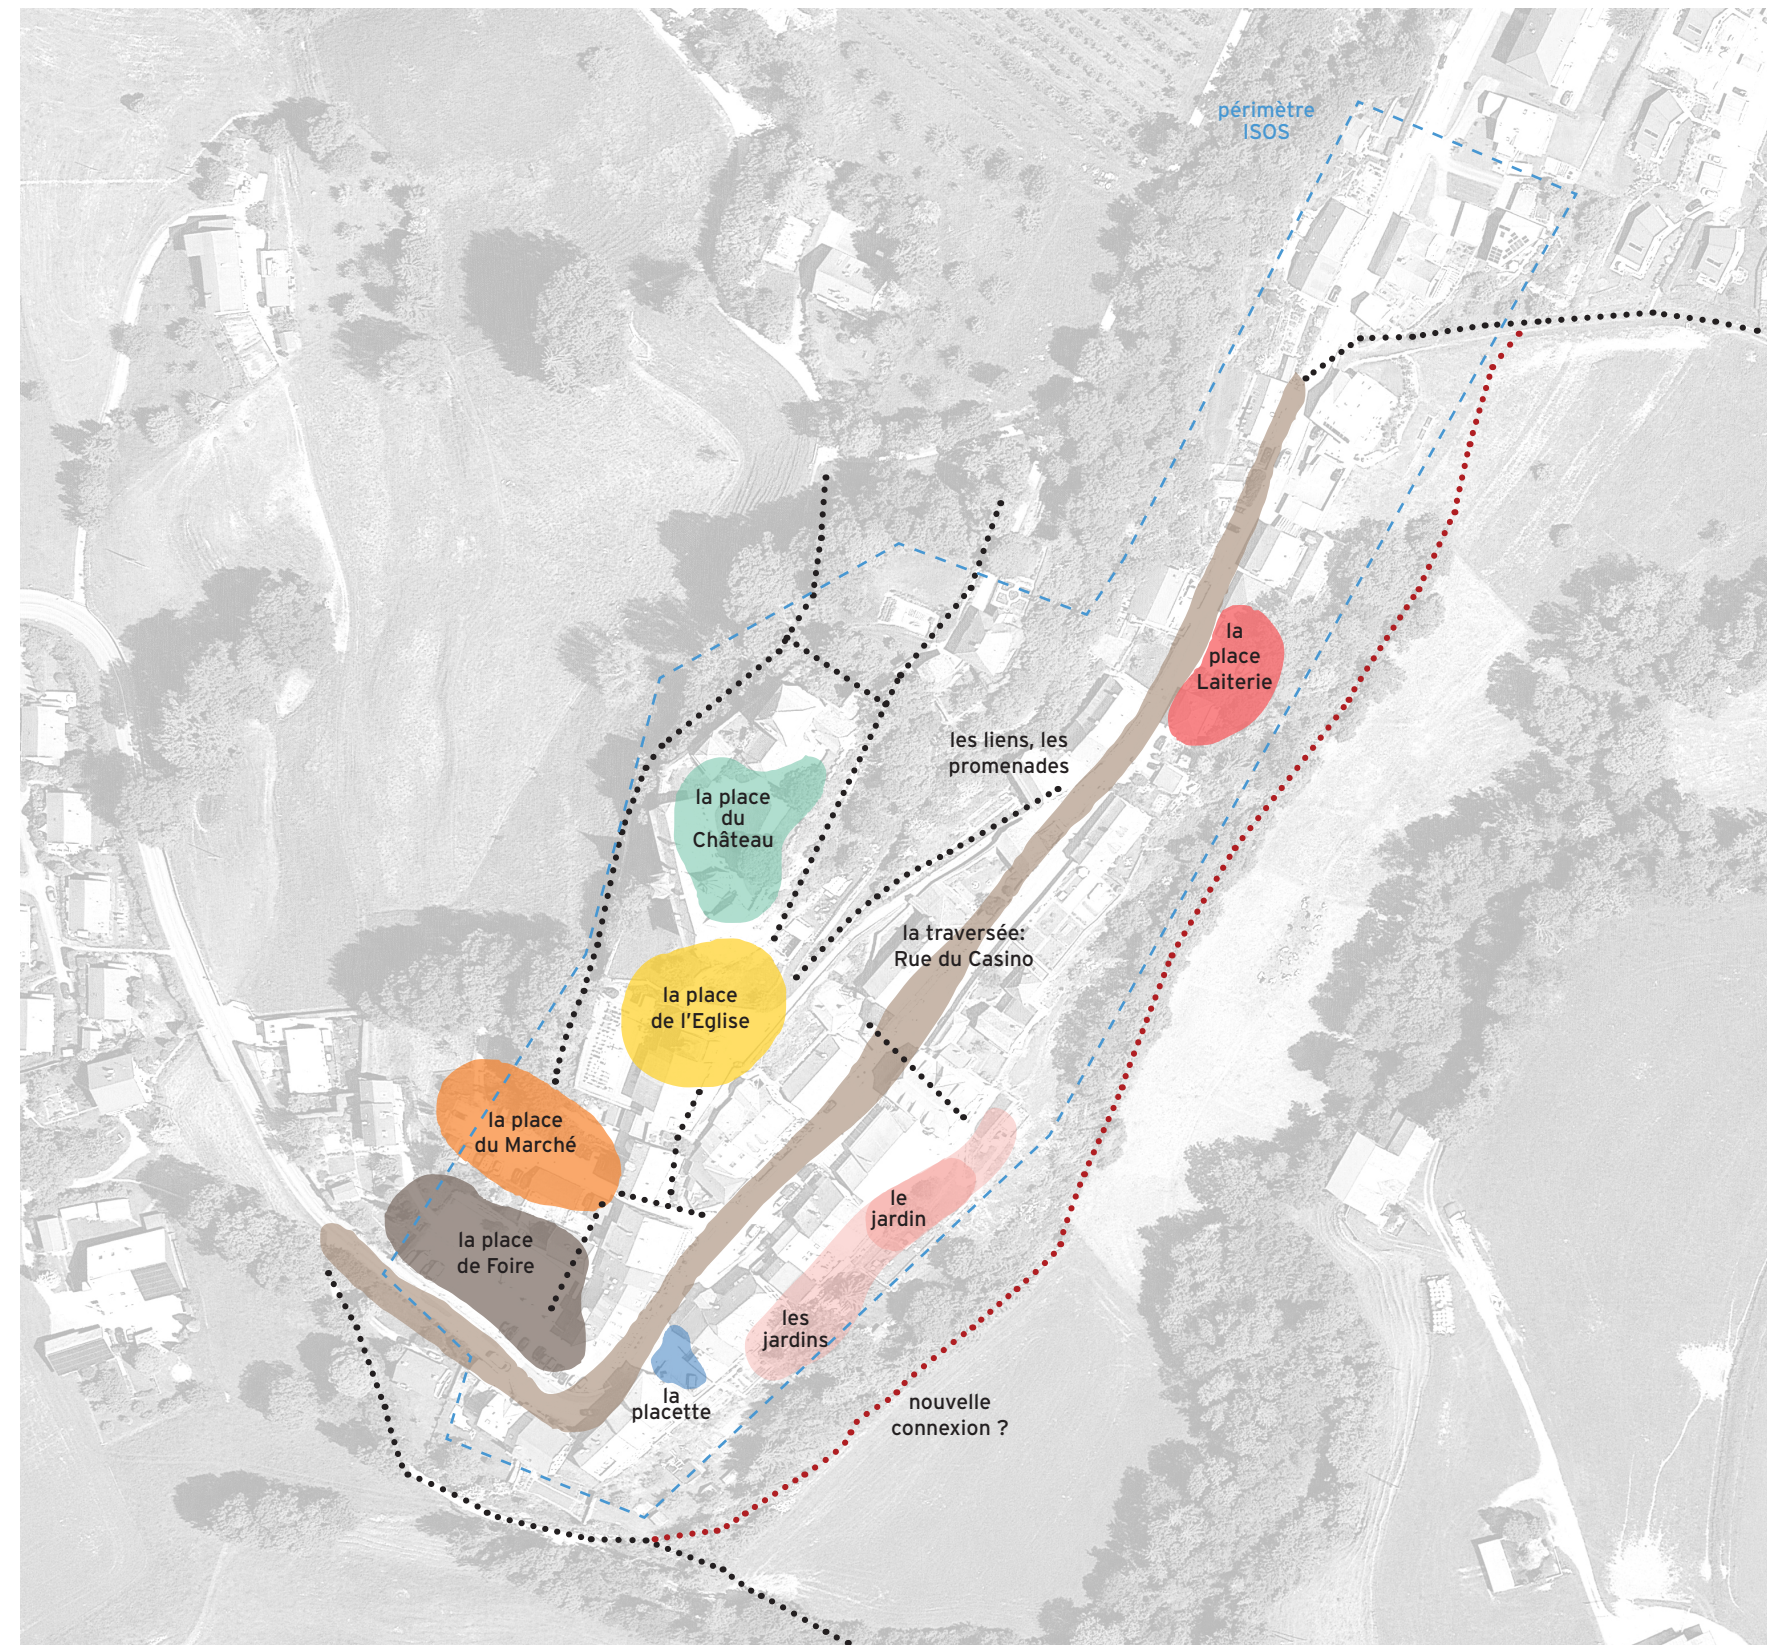 périmètre
ISOS
la
place
Laiterie
les liens, les
promenades
la place
du
Château
la traversée:
Rue du Casino
la place
de l'Eglise
la place
du Marché
le
jardin
la place
de Foire
les
jardins
la
placette
nouvelle
connexion ?